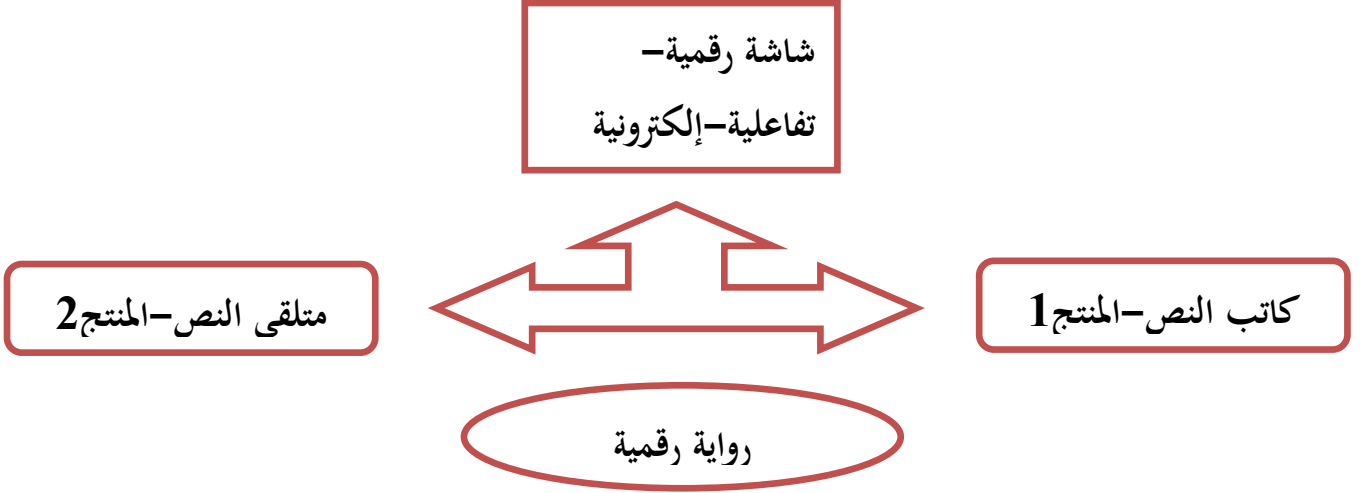 شاشة رقمية–
تفاعلية–إلكترونية
كاتب النص–المنتج1
متلقى النص–المنتج2
رواية رقمية